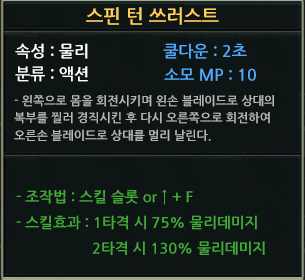 스핀 턴 쓰러스트
속성 : 물리 쿨다운 : 2초
분류 : 액션 소모 MP : 10
- 왼쪽으로 몸을 회전시키며 왼손 블레이드로 상대의
복부를 찔러 경직시킨 후 다시 오른쪽으로 회전하여
오른손 블레이드로 상대를 멀리 날린다.
- 조작법 : 스킬 슬롯 or ↑ + F
- 스킬효과 : 1타격 시 75% 물리데미지
2타격 시 130% 물리데미지